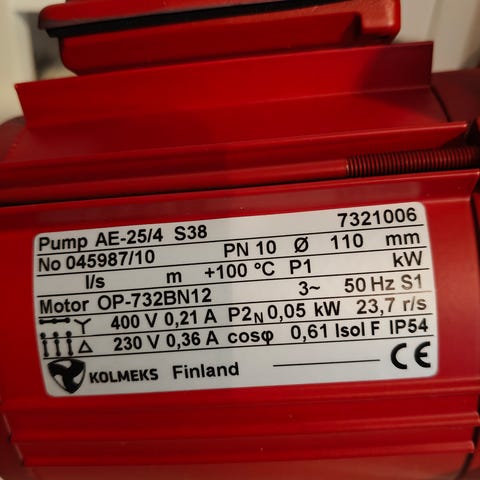 Pump AE-25/4 S38 7321006
No 045987/10 PN 10 Ø 110 mm
l/s m +100 °C P1 kW
Motor OP-732BN12 3~ 50 Hz S1
400 V 0,21 A P2N 0,05 kW 23,7 r/s
230 V 0,36 A cosφ 0,61 Isol F IP54
KOLMEKS Finland CE